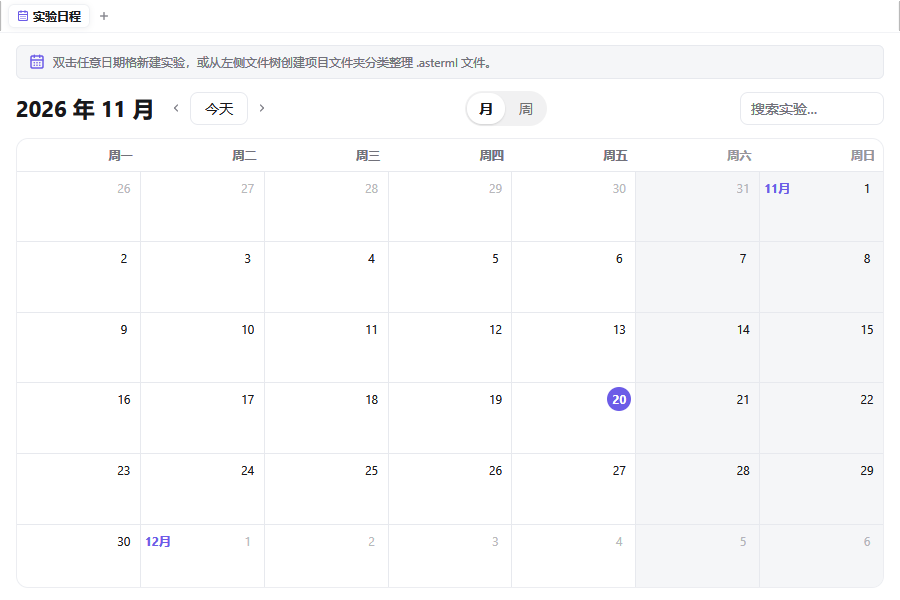 实验日程 +
双击任意日期格新建实验，或从左侧文件树创建项目文件夹分类整理 .asterml 文件。
2026 年 11 月 ‹ 今天 › 月 周 搜索实验...
周一 周二 周三 周四 周五 周六 周日
26 27 28 29 30 31 11月 1
2 3 4 5 6 7 8
9 10 11 12 13 14 15
16 17 18 19 20 21 22
23 24 25 26 27 28 29
30 12月 1 2 3 4 5 6